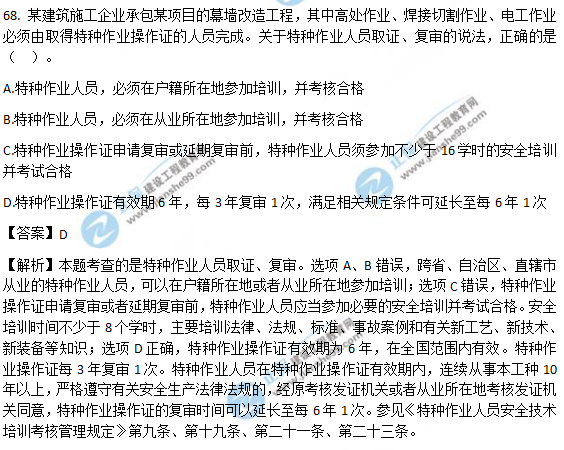 68. 某建筑施工企业承包某项目的幕墙改造工程，其中高处作业、焊接切割作业、电工作业
必须由取得特种作业操作证的人员完成。关于特种作业人员取证、复审的说法，正确的是
（ ）。
A.特种作业人员，必须在户籍所在地参加培训，并考核合格
B.特种作业人员，必须在从业所在地参加培训，并考核合格
C.特种作业操作证申请复审或延期复审前，特种作业人员须参加不少于 16 学时的安全培训
并考试合格
D.特种作业操作证有效期 6 年，每 3 年复审 1 次，满足相关规定条件可延长至每 6 年 1 次
【答案】D
【解析】本题考查的是特种作业人员取证、复审。选项 A、B 错误，跨省、自治区、直辖市
从业的特种作业人员，可以在户籍所在地或者从业所在地参加培训；选项 C 错误，特种作业
操作证申请复审或者延期复审前，特种作业人员应当参加必要的安全培训并考试合格。安全
培训时间不少于 8 个学时，主要培训法律、法规、标准、事故案例和有关新工艺、新技术、
新装备等知识；选项 D 正确，特种作业操作证有效期为 6 年，在全国范围内有效。特种作
业操作证每 3 年复审 1 次。特种作业人员在特种作业操作证有效期内，连续从事本工种 10
年以上，严格遵守有关安全生产法律法规的，经原考核发证机关或者从业所在地考核发证机
关同意，特种作业操作证的复审时间可以延长至每 6 年 1 次。参见《特种作业人员安全技术
培训考核管理规定》第九条、第十九条、第二十一条、第二十三条。
正保建设工程教育网
www.jianshe99.com
正保建设工程教育网
www.jianshe99.com